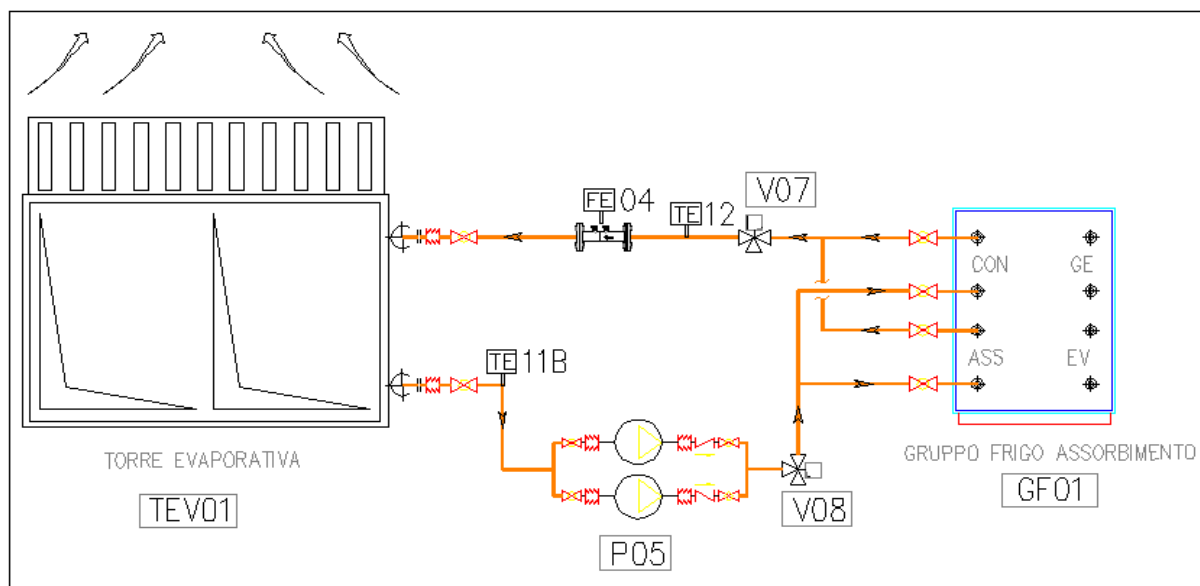 V07
FE 04
TE 12
CON GE
TE 11B
ASS EV
TORRE EVAPORATIVA
TEV01
P05
V08
GRUPPO FRIGO ASSORBIMENTO
GF01